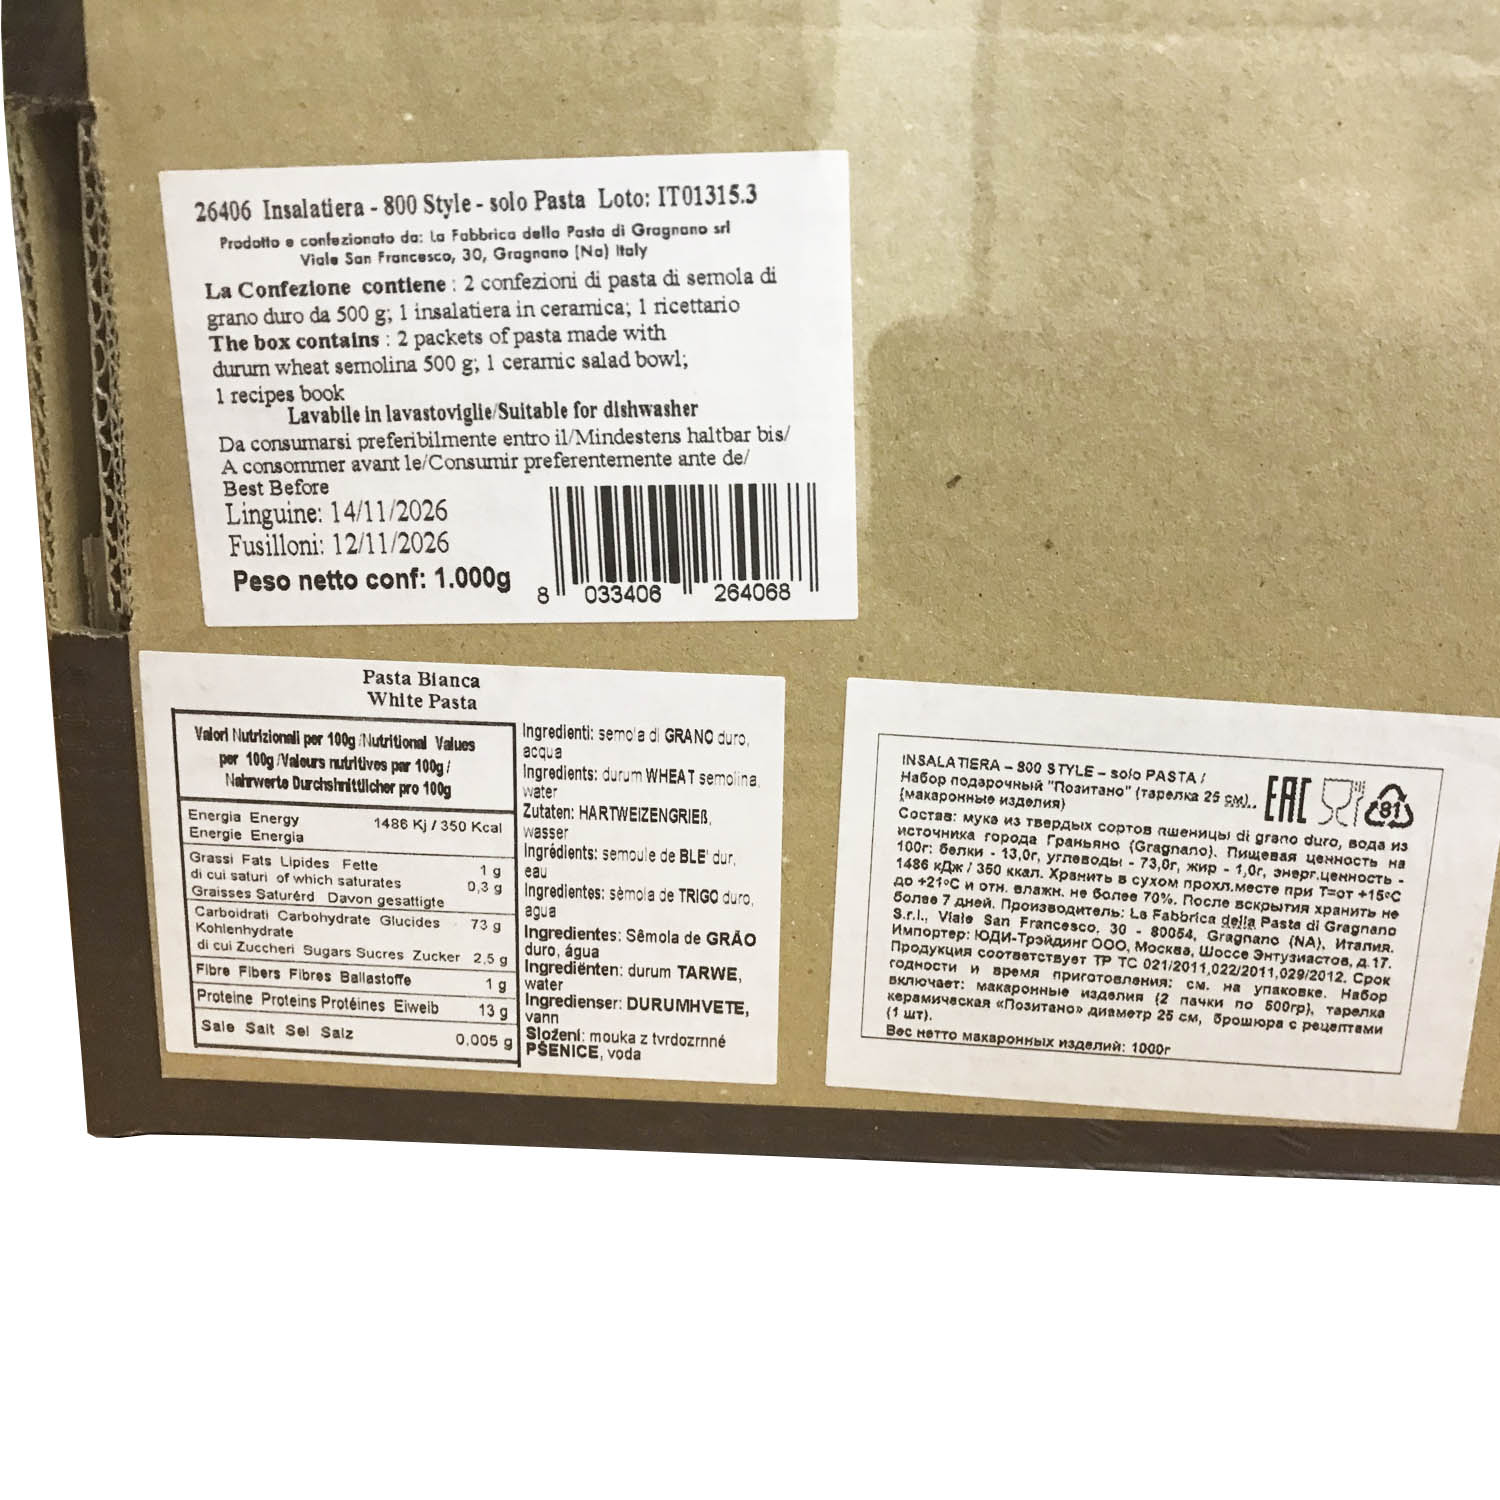 26406 Insalatiera - 800 Style - solo Pasta Loto: IT01315.3
Prodotto e confezionato da: La Fabbrica della Pasta di Gragnano srl
Viale San Francesco, 30, Gragnano (Na) Italy
La Confezione contiene : 2 confezioni di pasta di semola di
grano duro da 500 g; 1 insalatiera in ceramica; 1 ricettario
The box contains : 2 packets of pasta made with
durum wheat semolina 500 g; 1 ceramic salad bowl;
1 recipes book
Lavabile in lavastoviglie/Suitable for dishwasher
Da consumarsi preferibilmente entro il/Mindestens haltbar bis/
A consommer avant le/Consumir preferentemente ante de/
Best Before
Linguine: 14/11/2026
Fusilloni: 12/11/2026
Peso netto conf: 1.000g
8 033406 264068
Pasta Bianca
White Pasta
Valori Nutrizionali per 100g /Nutritional Values
per 100g /Valours nutritives par 100g /
Nahrwerte Durchshnittlicher pro 100g
Energia Energy
Energie Energia
1486 Kj / 350 Kcal
Grassi Fats Lipides Fette 1 g
di cui saturi of which saturates 0,3 g
Graisses Saturérd Davon gesattigte
Carboidrati Carbohydrate Glucides 73 g
Kohlenhydrate
di cui Zuccheri Sugars Sucres Zucker 2,5 g
Fibre Fibers Fibres Ballastoffe 1 g
Proteine Proteins Protéines Eiweib 13 g
Sale Salt Sel Salz 0,005 g
Ingredienti: semola di GRANO duro,
acqua
Ingredients: durum WHEAT semolina,
water
Zutaten: HARTWEIZENGRIEß,
wasser
Ingrédients: semoule de BLE' dur,
eau
Ingredientes: sèmola de TRIGO duro,
agua
Ingredientes: Sêmola de GRÃO
duro, água
Ingrediënten: durum TARWE,
water
Ingredienser: DURUMHVETE,
vann
Složení: mouka z tvrdozrnné
PŠENICE, voda
INSALATIERA – 800 STYLE – solo PASTA /
Набор подарочный "Позитано" (тарелка 25 см)..
(макаронные изделия)
EAC
81
Состав: мука из твердых сортов пшеницы di grano duro, вода из
источника города Граньяно (Gragnano). Пищевая ценность на
100г: белки - 13,0г, углеводы - 73,0г, жир - 1,0г, энерг.ценность -
1486 кДж / 350 ккал. Хранить в сухом прохл.месте при T=от +15°C
до +21°C и отн. влажн. не более 70%. После вскрытия хранить не
более 7 дней. Производитель: La Fabbrica della Pasta di Gragnano
S.r.l., Viale San Francesco, 30 - 80054, Gragnano (NA), Италия.
Импортер: ЮДИ-Трэйдинг ООО, Москва, Шоссе Энтузиастов, д.17.
Продукция соответствует ТР ТС 021/2011,022/2011,029/2012. Срок
годности и время приготовления: см. на упаковке. Набор
включает: макаронные изделия (2 пачки по 500гр), тарелка
керамическая «Позитано» диаметр 25 см, брошюра с рецептами
(1 шт).
Вес нетто макаронных изделий: 1000г